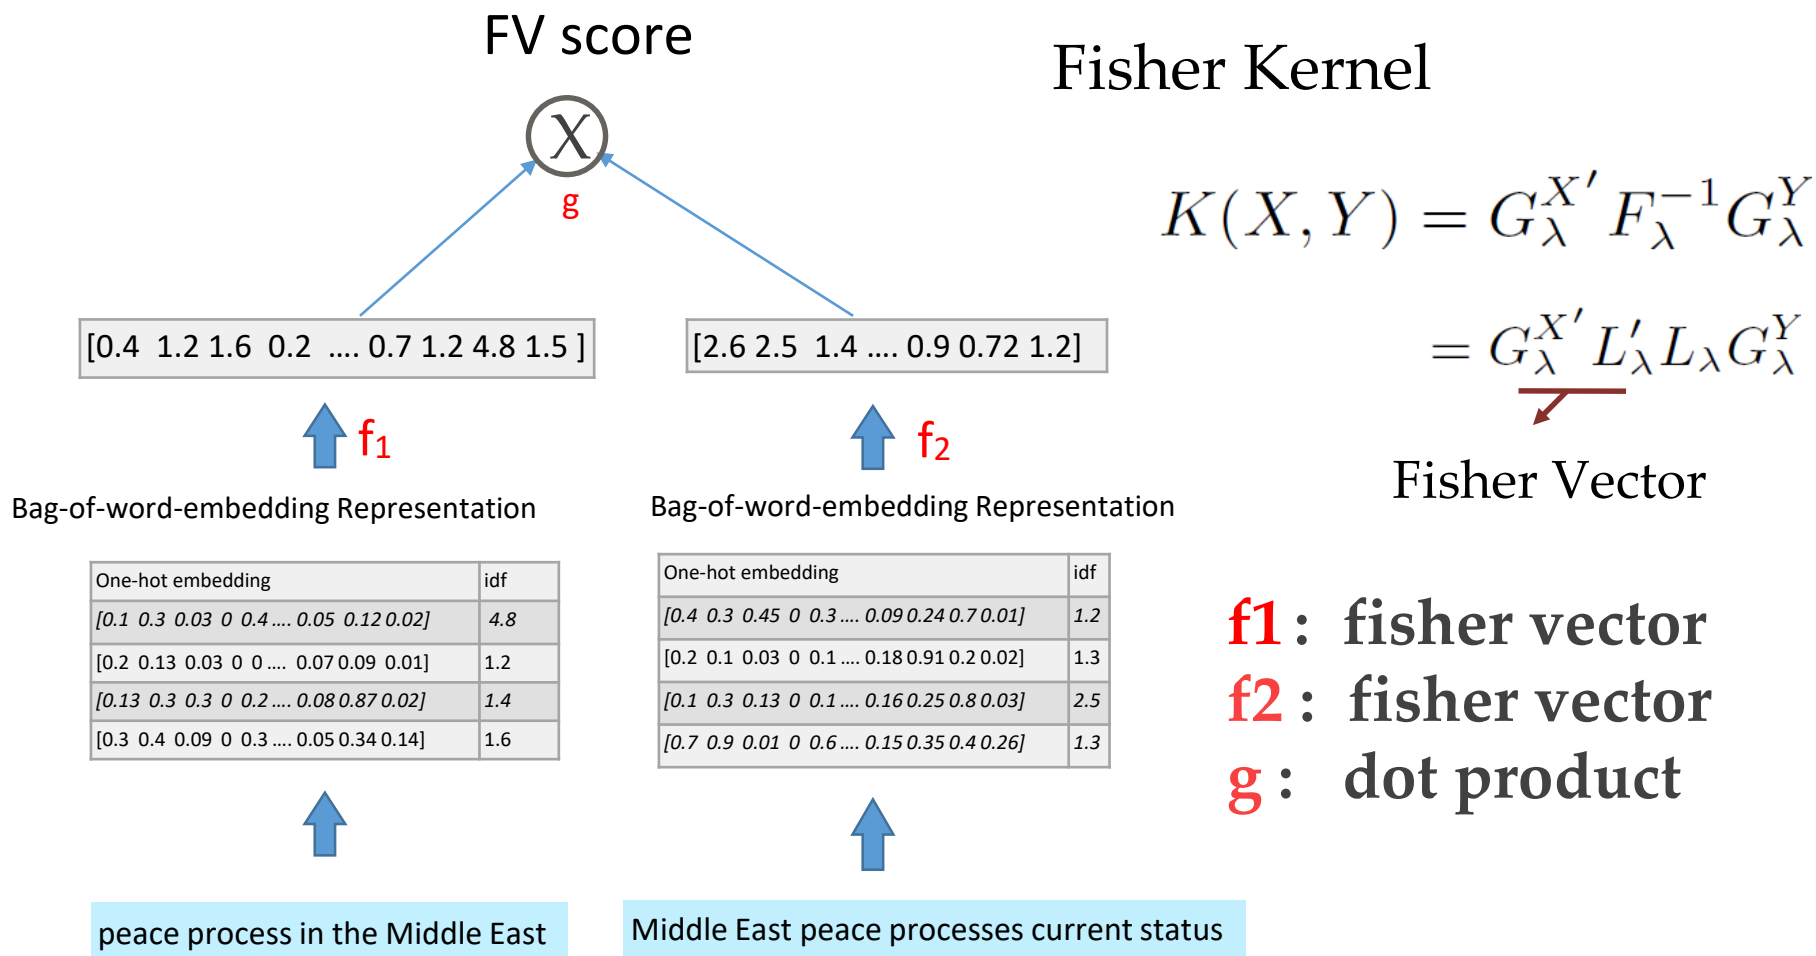 FV score
X
g
[0.4 1.2 1.6 0.2 .... 0.7 1.2 4.8 1.5 ]
[2.6 2.5 1.4 .... 0.9 0.72 1.2]
f₁
f₂
Bag-of-word-embedding Representation
Bag-of-word-embedding Representation
One-hot embedding idf
[0.1 0.3 0.03 0 0.4 .... 0.05 0.12 0.02] 4.8
[0.2 0.13 0.03 0 0 .... 0.07 0.09 0.01] 1.2
[0.13 0.3 0.3 0 0.2 .... 0.08 0.87 0.02] 1.4
[0.3 0.4 0.09 0 0.3 .... 0.05 0.34 0.14] 1.6
One-hot embedding idf
[0.4 0.3 0.45 0 0.3 .... 0.09 0.24 0.7 0.01] 1.2
[0.2 0.1 0.03 0 0.1 .... 0.18 0.91 0.2 0.02] 1.3
[0.1 0.3 0.13 0 0.1 .... 0.16 0.25 0.8 0.03] 2.5
[0.7 0.9 0.01 0 0.6 .... 0.15 0.35 0.4 0.26] 1.3
peace process in the Middle East
Middle East peace processes current status
Fisher Kernel
K(X, Y) = G_λ^{X′} F_λ^{−1} G_λ^Y
= G_λ^{X′} L′_λ L_λ G_λ^Y
Fisher Vector
f1 : fisher vector
f2 : fisher vector
g : dot product